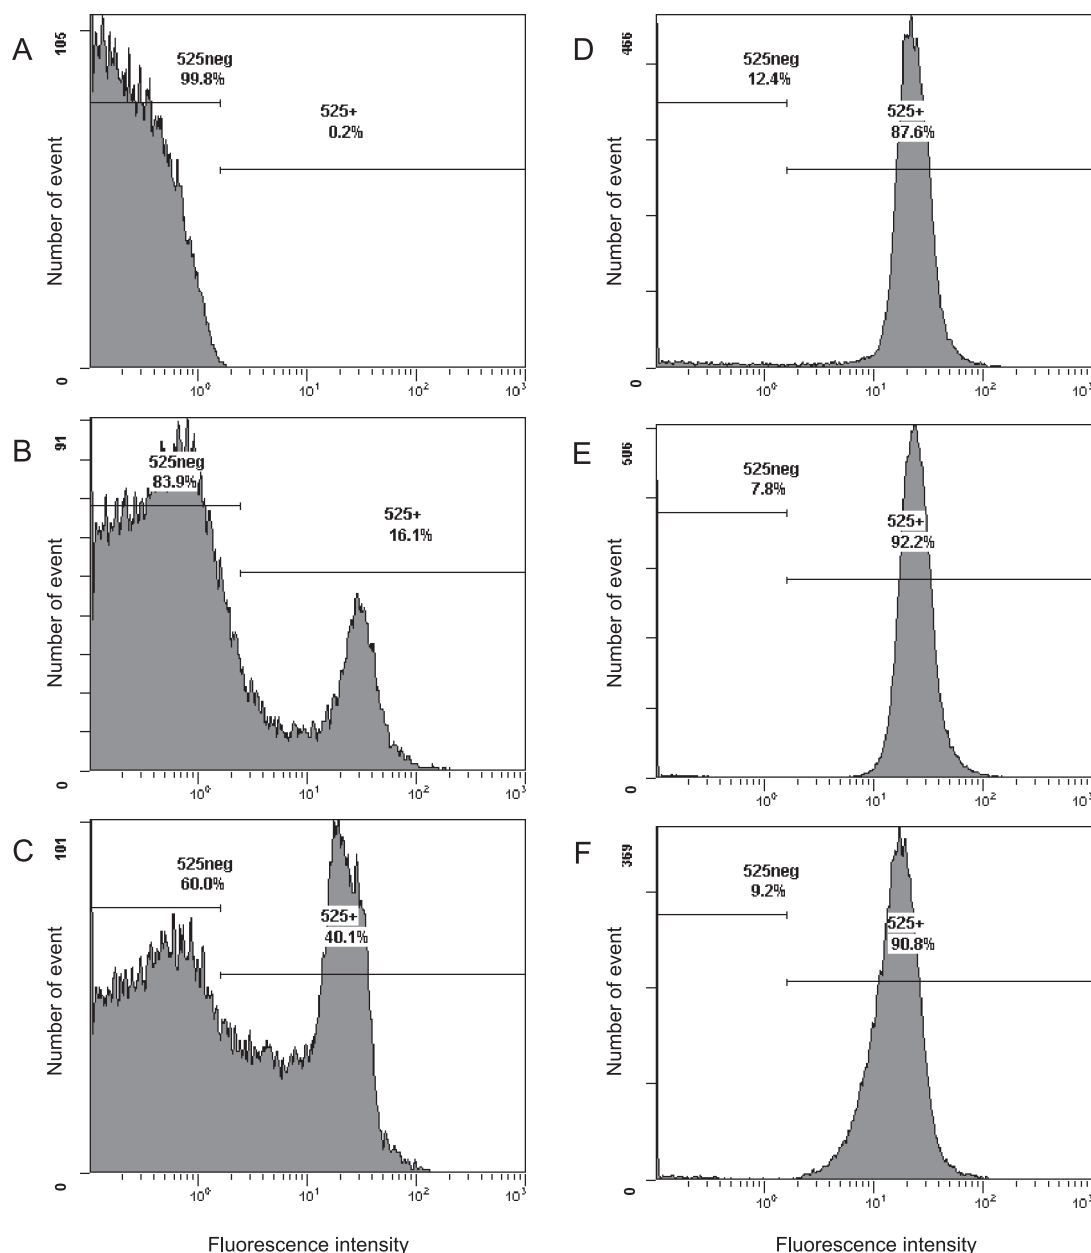 A
105
525neg
99.8%
525+
0.2%
Number of event
0
10⁰
10¹
10²
10³
B
91
525neg
83.9%
525+
16.1%
Number of event
0
10⁰
10¹
10²
10³
C
101
525neg
60.0%
525+
40.1%
Number of event
0
10⁰
10¹
10²
10³
Fluorescence intensity
D
466
525neg
12.4%
525+
87.6%
Number of event
0
10⁰
10¹
10²
10³
E
506
525neg
7.8%
525+
92.2%
Number of event
0
10⁰
10¹
10²
10³
F
369
525neg
9.2%
525+
90.8%
Number of event
0
10⁰
10¹
10²
10³
Fluorescence intensity